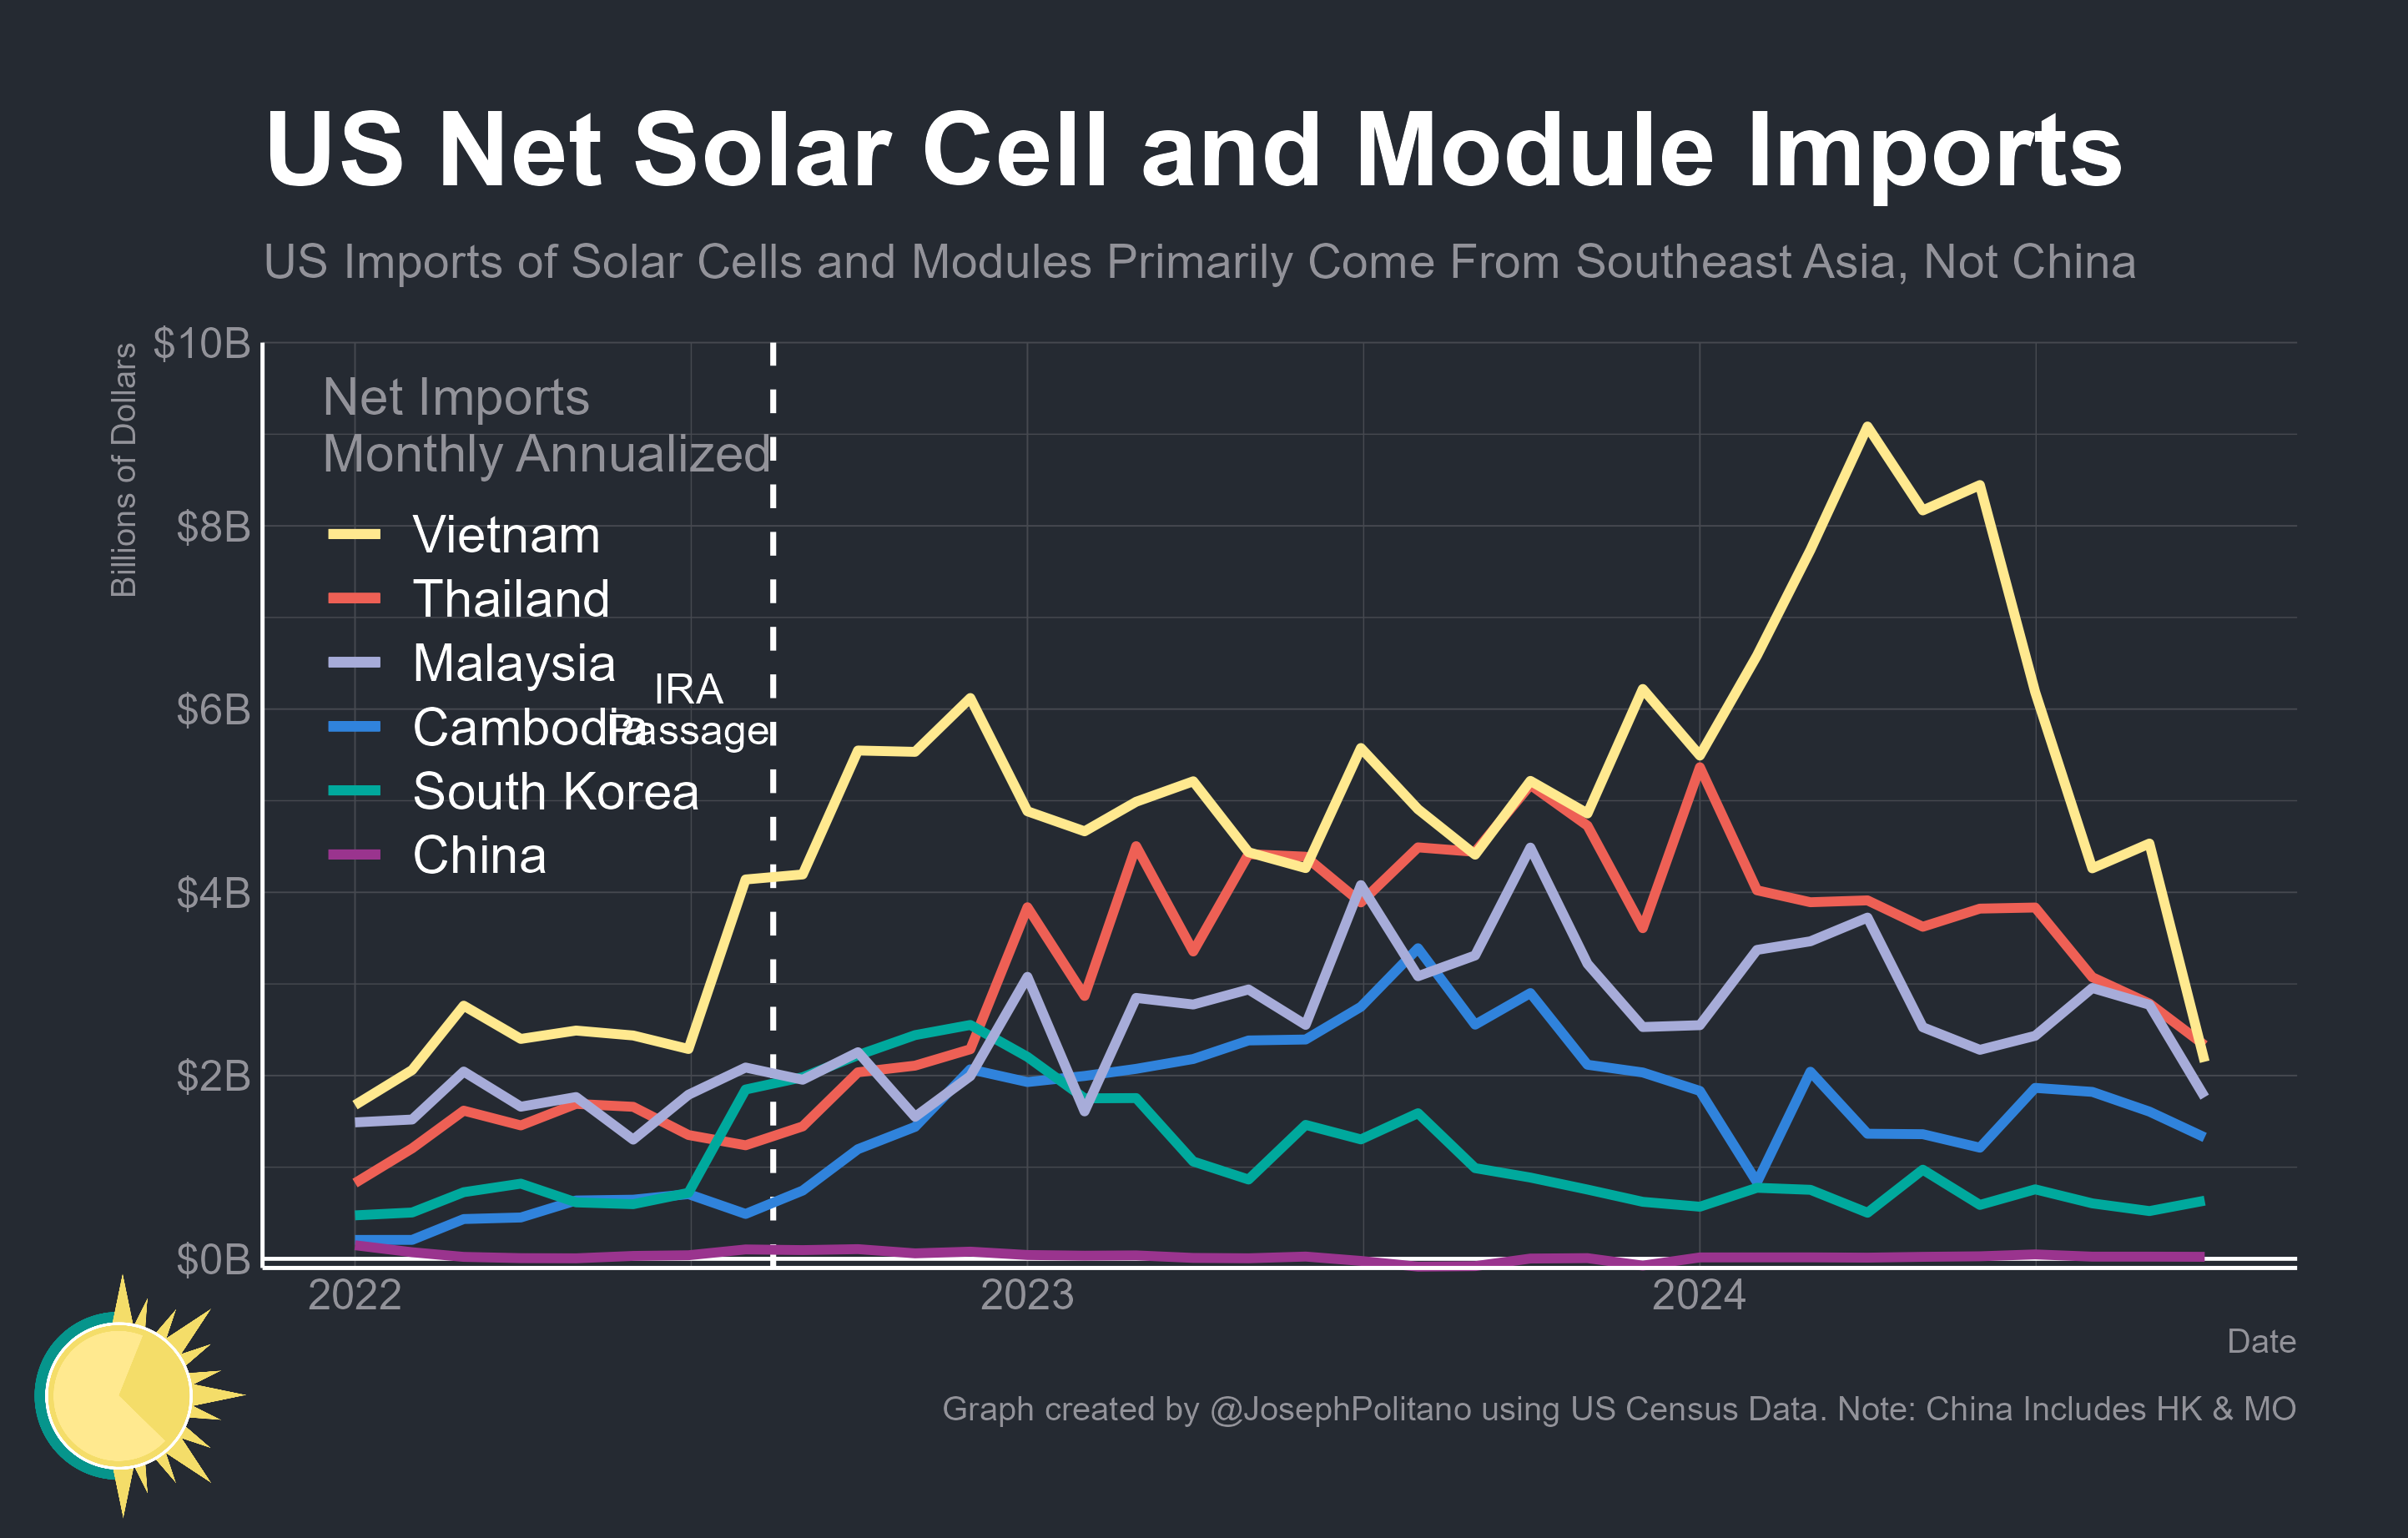 US Net Solar Cell and Module Imports
US Imports of Solar Cells and Modules Primarily Come From Southeast Asia, Not China
Billions of Dollars
$10B
$8B
$6B
$4B
$2B
$0B
Net Imports
Monthly Annualized
Vietnam
Thailand
Malaysia
Cambodia
South Korea
China
IRA
Passage
2022
2023
2024
Date
Graph created by @JosephPolitano using US Census Data. Note: China Includes HK & MO